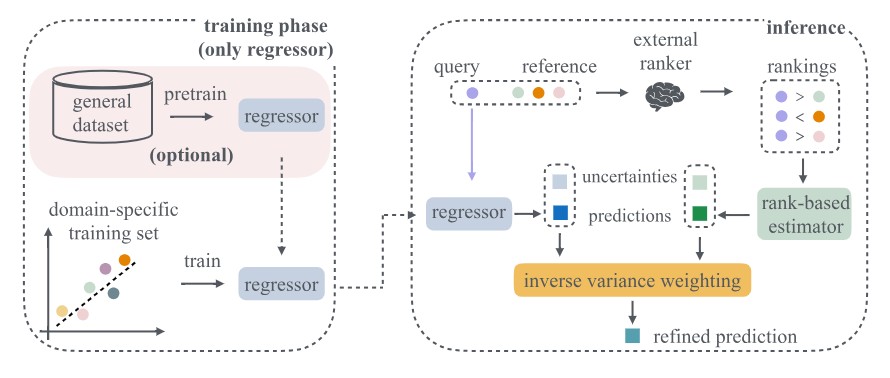 training phase
(only regressor)
general
dataset
pretrain
regressor
(optional)
domain-specific
training set
train
regressor
inference
external
ranker
query
reference
rankings
>
<
>
uncertainties
predictions
regressor
rank-based
estimator
inverse variance weighting
refined prediction